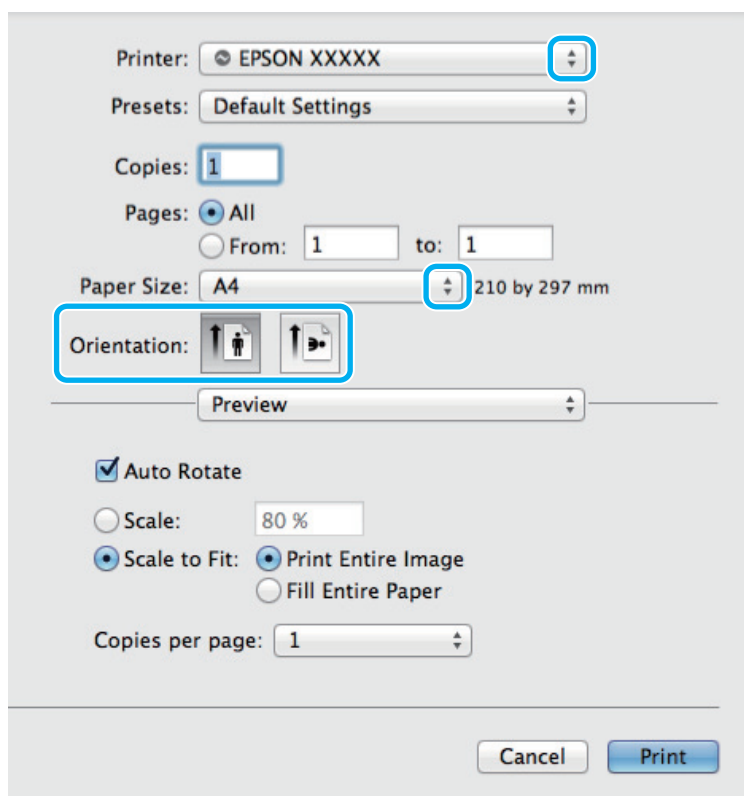 Printer: EPSON XXXXX
Presets: Default Settings
Copies: 1
Pages: All
From: 1 to: 1
Paper Size: A4 210 by 297 mm
Orientation:
Preview
Auto Rotate
Scale: 80 %
Scale to Fit: Print Entire Image
Fill Entire Paper
Copies per page: 1
Cancel Print